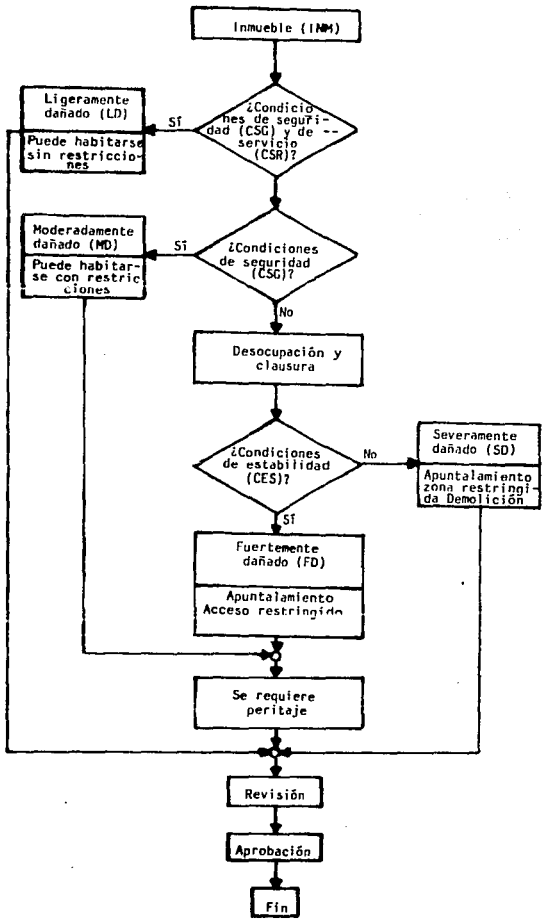 Inmueble (INM)
¿Condicio
nes de seguri-
dad (CSG) y de --
servicio
(CSR)?
Sí
Ligeramente
dañado (LD)
Puede habitarse
sin restriccio-
nes
¿Condiciones
de seguridad
(CSG)?
Sí
Moderadamente
dañado (MD)
Puede habitar-
se con restric
ciones
No
Desocupación y
clausura
¿Condiciones
de estabilidad
(CES)?
No
Severamente
dañado (SD)
Apuntalamiento
zona restringi-
da Demolición
Sí
Fuertemente
dañado (FD)
Apuntalamiento
Acceso restringido
Se requiere
peritaje
Revisión
Aprobación
Fin